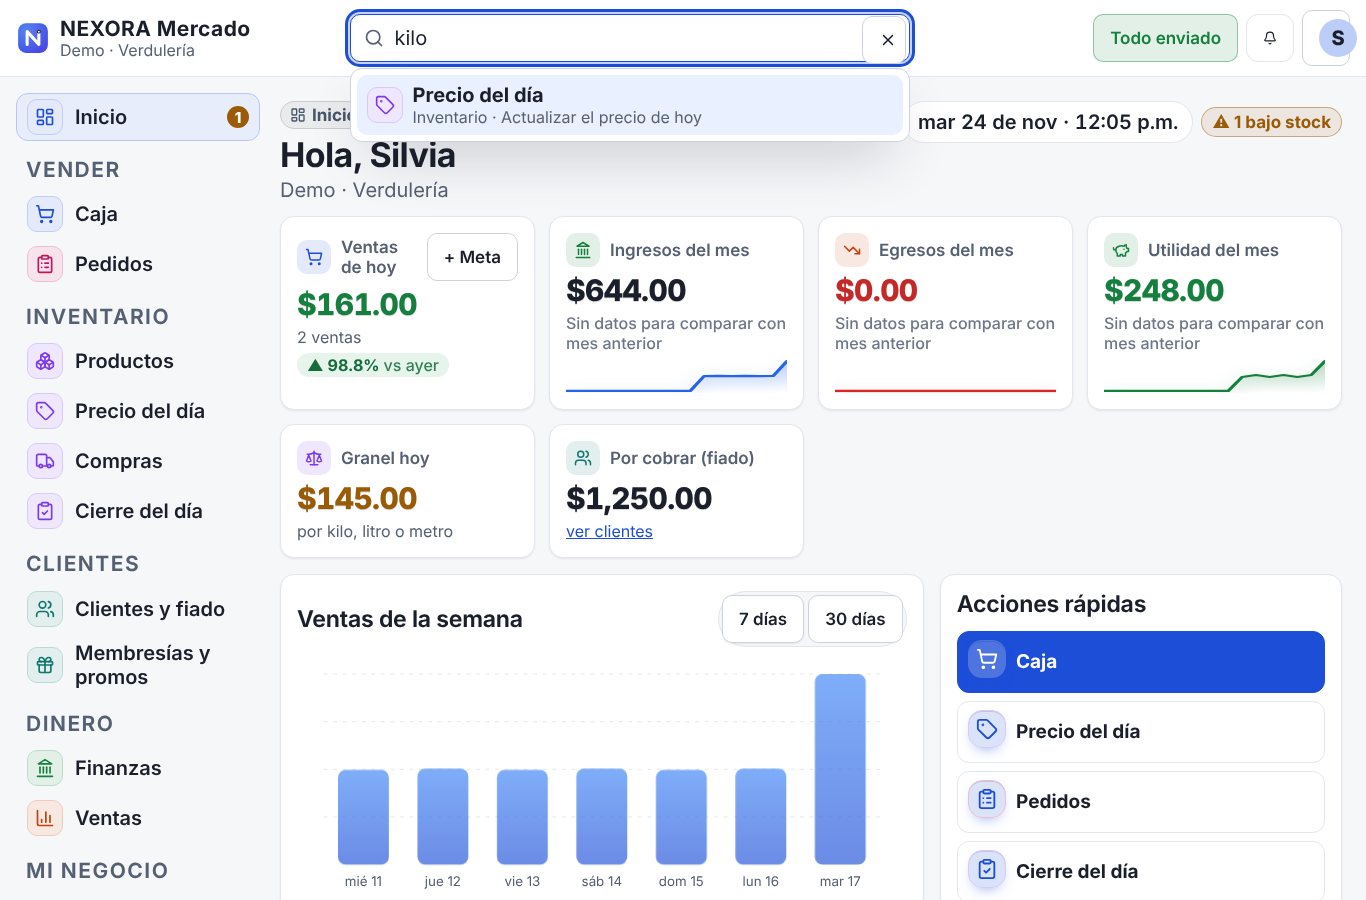 NEXORA Mercado
Demo · Verdulería
kilo
Todo enviado
S
Precio del día
Inventario · Actualizar el precio de hoy
Inicio
1
VENDER
Caja
Pedidos
INVENTARIO
Productos
Precio del día
Compras
Cierre del día
CLIENTES
Clientes y fiado
Membresías y
promos
DINERO
Finanzas
Ventas
MI NEGOCIO
Inicio
mar 24 de nov · 12:05 p.m.
1 bajo stock
Hola, Silvia
Demo · Verdulería
Ventas
de hoy
+ Meta
$161.00
2 ventas
▲ 98.8% vs ayer
Ingresos del mes
$644.00
Sin datos para comparar con
mes anterior
Egresos del mes
$0.00
Sin datos para comparar con
mes anterior
Utilidad del mes
$248.00
Sin datos para comparar con
mes anterior
Granel hoy
$145.00
por kilo, litro o metro
Por cobrar (fiado)
$1,250.00
ver clientes
Ventas de la semana
7 días
30 días
mié 11
jue 12
vie 13
sáb 14
dom 15
lun 16
mar 17
Acciones rápidas
Caja
Precio del día
Pedidos
Cierre del día